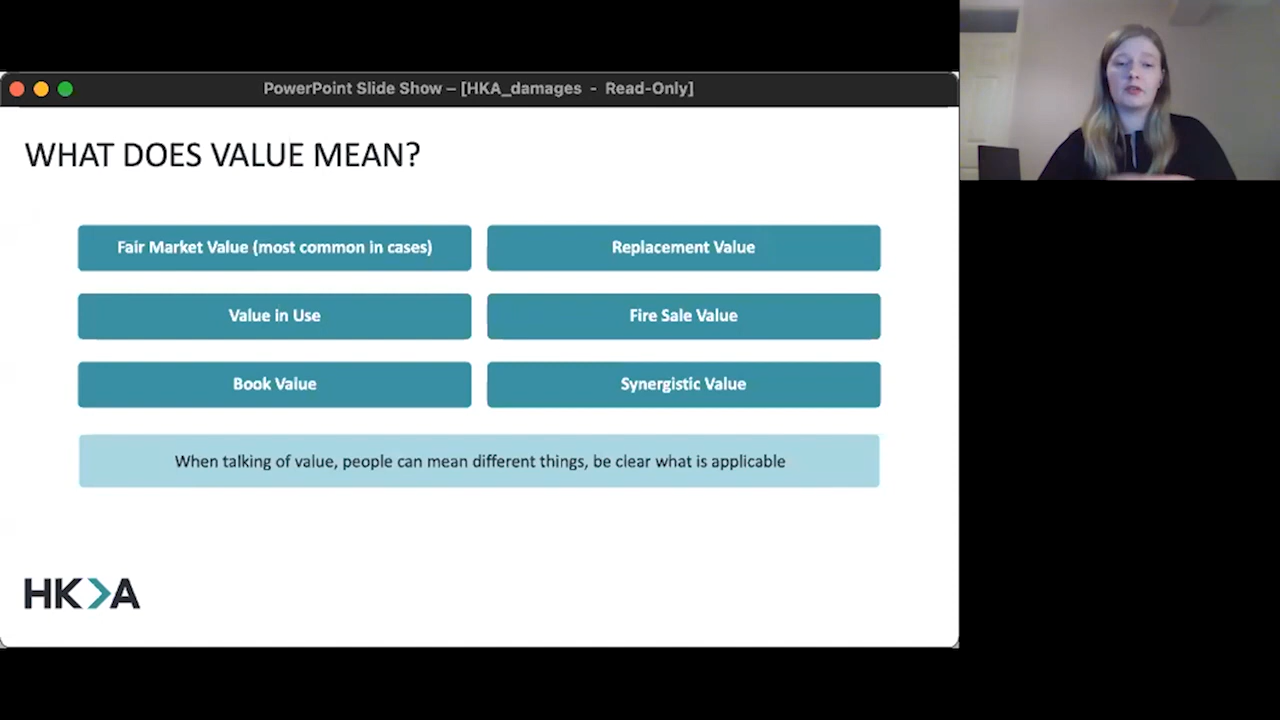 PowerPoint Slide Show – [HKA_damages - Read-Only]
WHAT DOES VALUE MEAN?
Fair Market Value (most common in cases)
Replacement Value
Value in Use
Fire Sale Value
Book Value
Synergistic Value
When talking of value, people can mean different things, be clear what is applicable
HKA